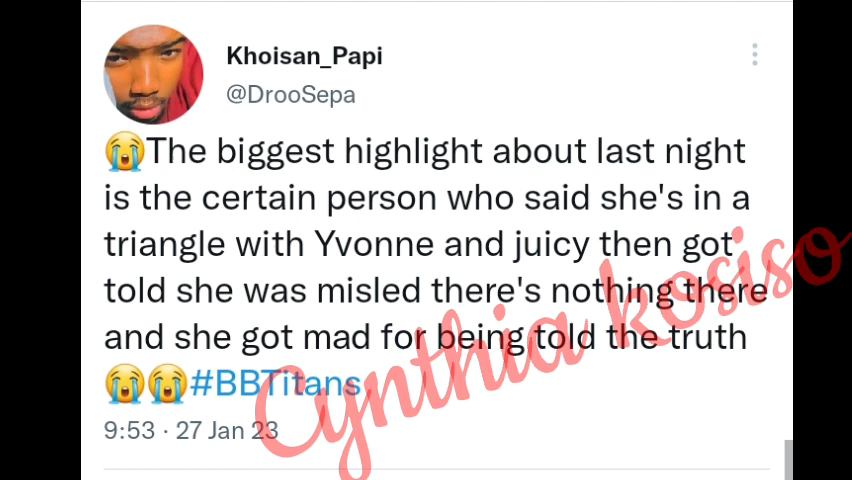 Khoisan_Papi
@DrooSepa
😭The biggest highlight about last night
is the certain person who said she's in a
triangle with Yvonne and juicy then got
told she was misled there's nothing there
and she got mad for being told the truth
😭😭#BBTitans
9:53 · 27 Jan 23
Cynthia kosiso